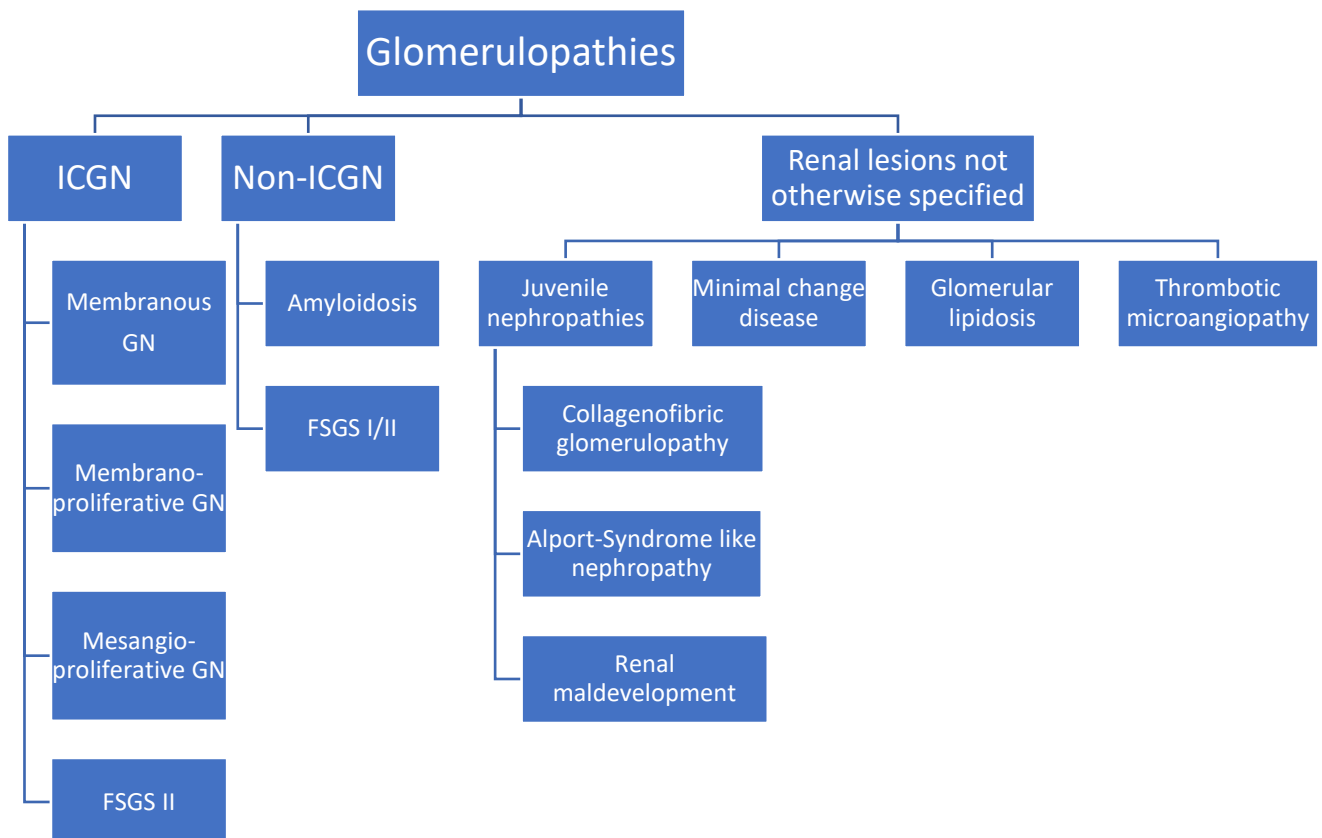 Glomerulopathies
ICGN
Non-ICGN
Renal lesions not
otherwise specified
Membranous
GN
Membrano-
proliferative GN
Mesangio-
proliferative GN
FSGS II
Amyloidosis
FSGS I/II
Juvenile
nephropathies
Minimal change
disease
Glomerular
lipidosis
Thrombotic
microangiopathy
Collagenofibric
glomerulopathy
Alport-Syndrome like
nephropathy
Renal
maldevelopment